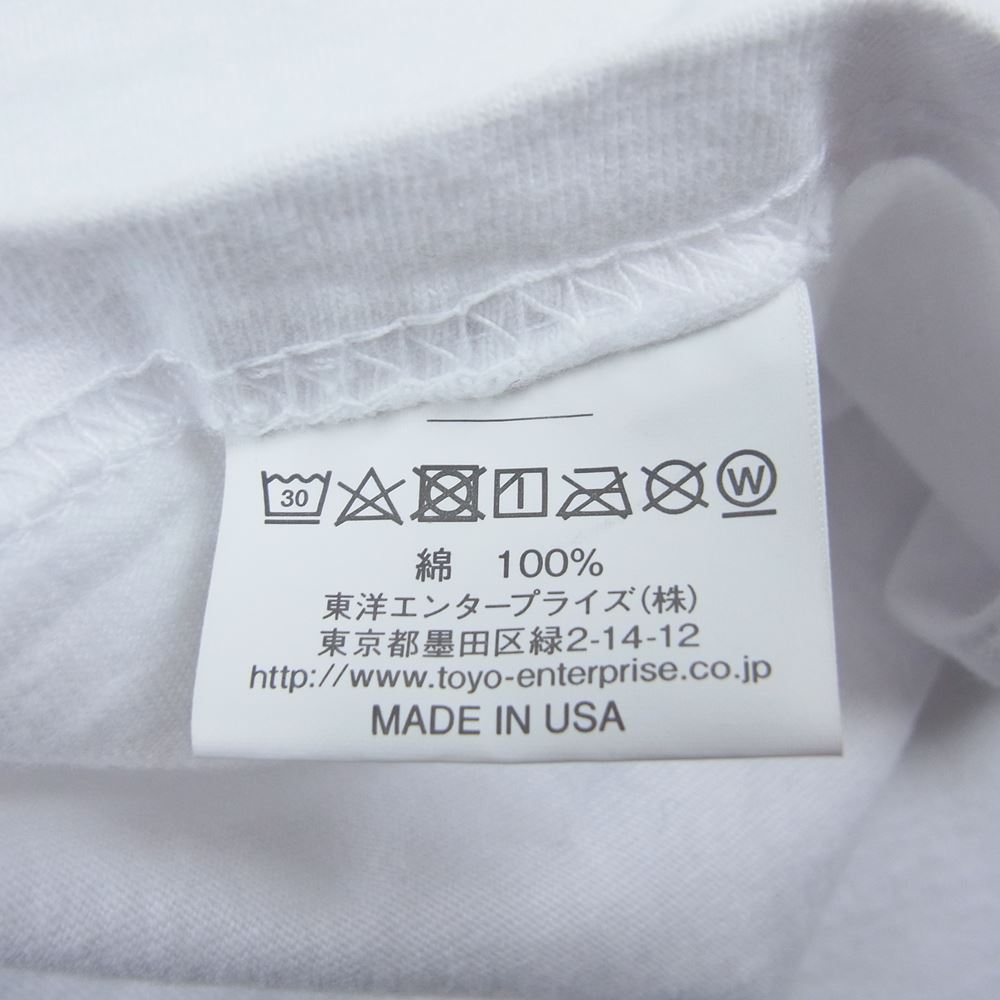 30 W
綿 100%
東洋エンタープライズ(株)
東京都墨田区緑2-14-12
http://www.toyo-enterprise.co.jp
MADE IN USA